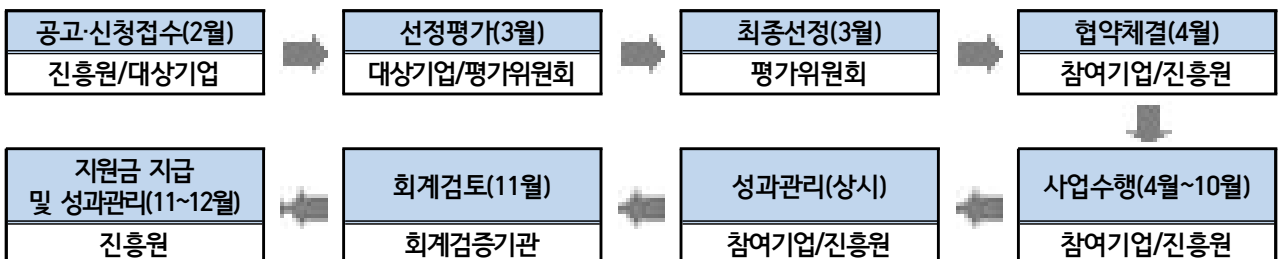 공고·신청접수(2월)
진흥원/대상기업
선정평가(3월)
대상기업/평가위원회
최종선정(3월)
평가위원회
협약체결(4월)
참여기업/진흥원
사업수행(4월~10월)
참여기업/진흥원
성과관리(상시)
참여기업/진흥원
회계검토(11월)
회계검증기관
지원금 지급
및 성과관리(11~12월)
진흥원